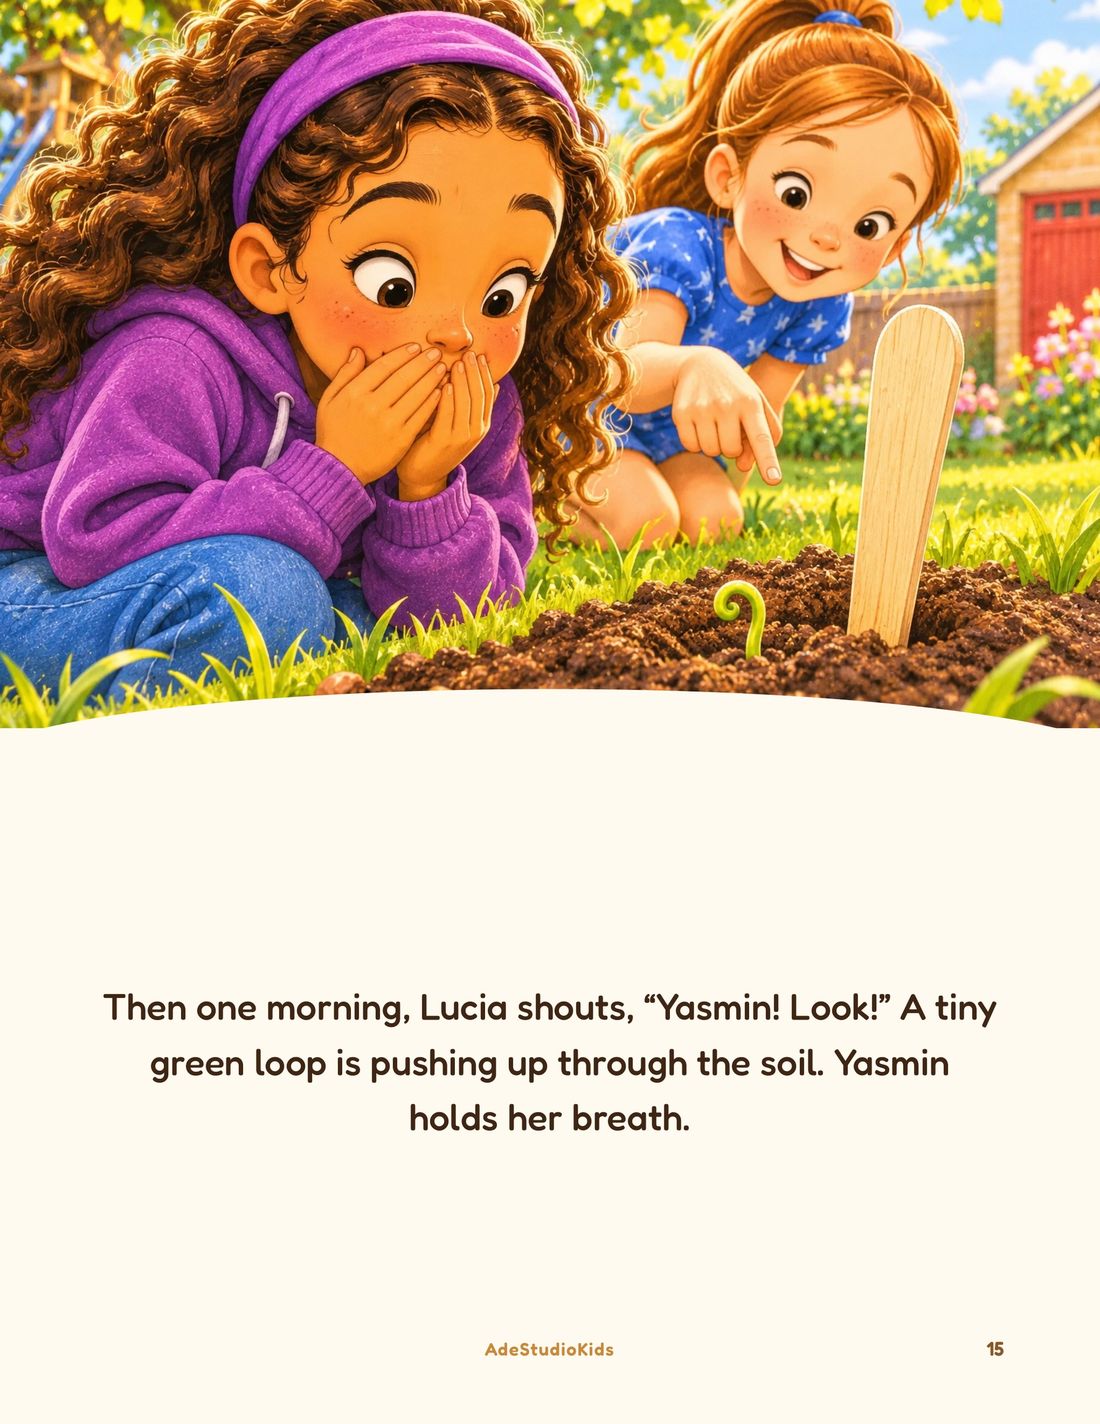 Then one morning, Lucia shouts, “Yasmin! Look!” A tiny
green loop is pushing up through the soil. Yasmin
holds her breath.
AdeStudioKids
15